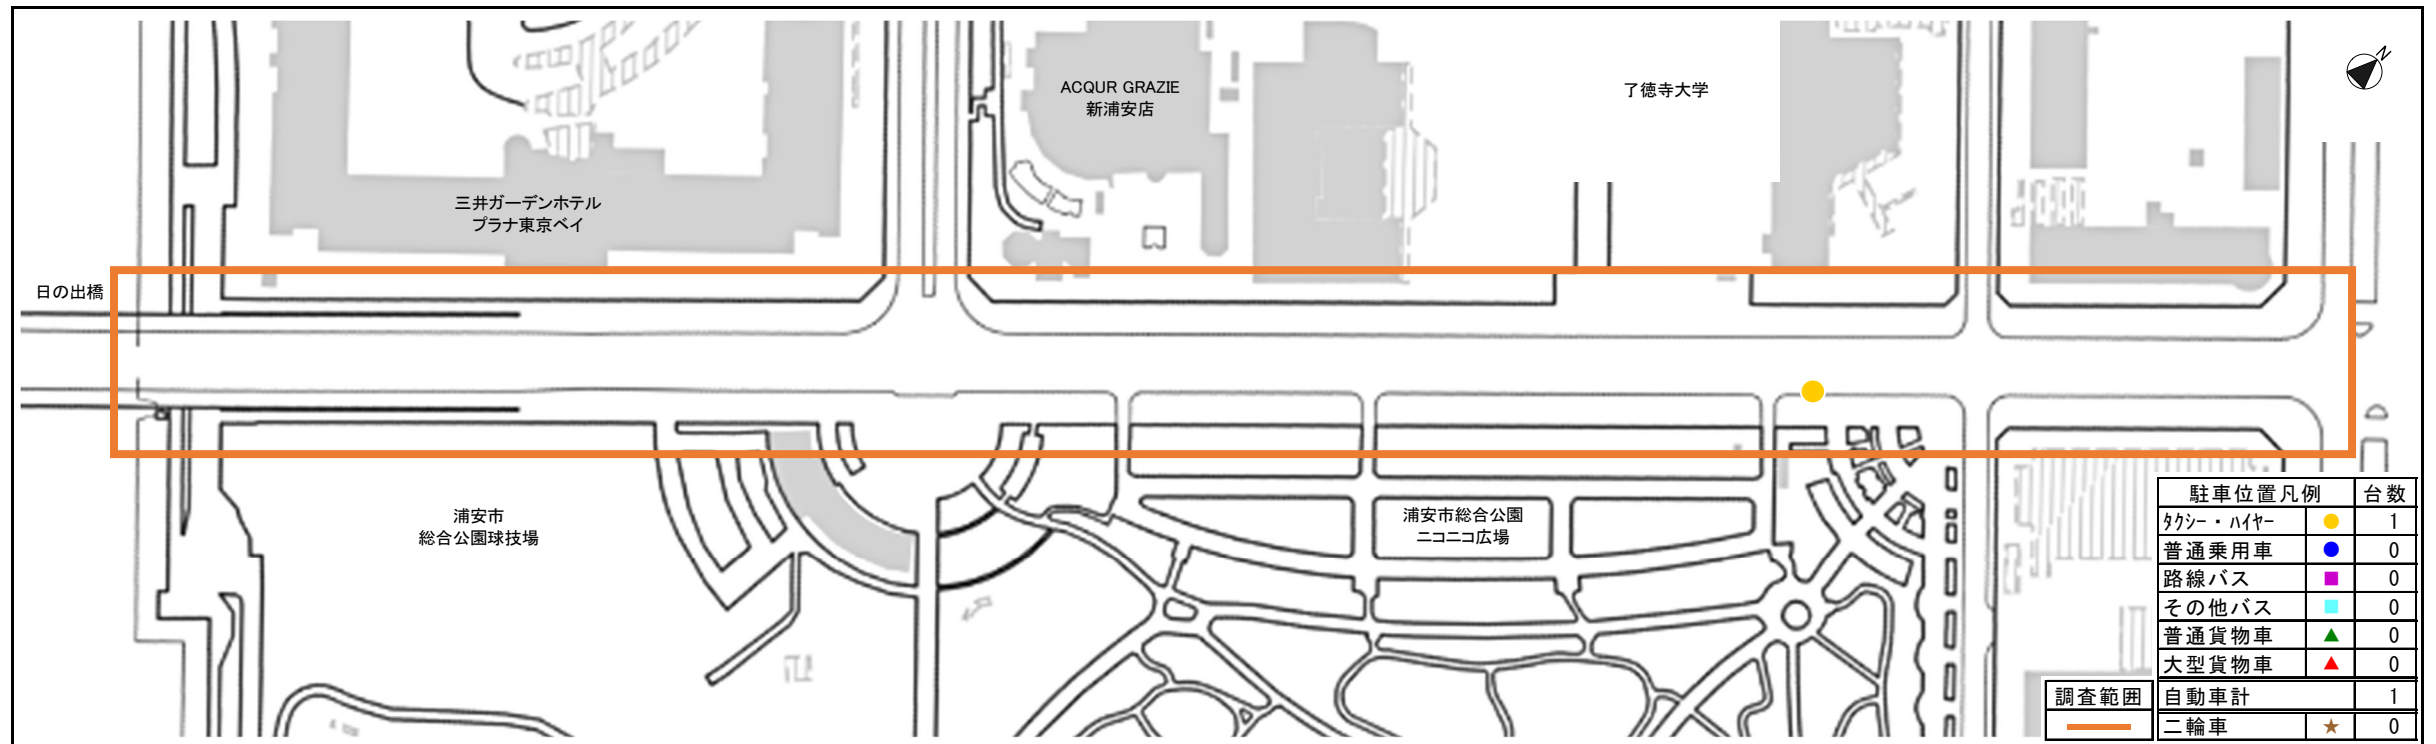 N
ACQUR GRAZIE
新浦安店
了徳寺大学
三井ガーデンホテル
プラナ東京ベイ
日の出橋
浦安市
総合公園球技場
浦安市総合公園
ニコニコ広場
駐車位置凡例 台数
ﾀｸｼｰ・ﾊｲﾔｰ 1
普通乗用車 0
路線バス 0
その他バス 0
普通貨物車 0
大型貨物車 0
調査範囲 自動車計 1
二輪車 0